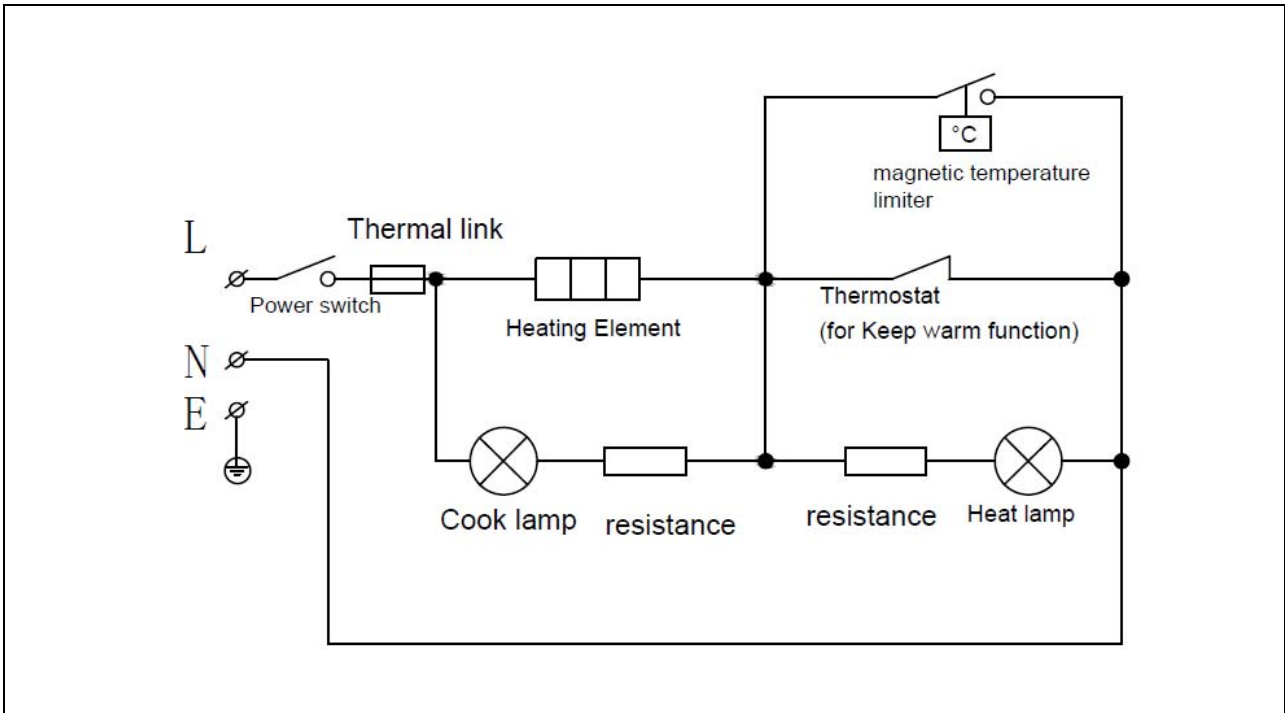 °C
magnetic temperature
limiter
L
Thermal link
Power switch
Heating Element
Thermostat
(for Keep warm function)
N
E
Cook lamp
resistance
resistance
Heat lamp